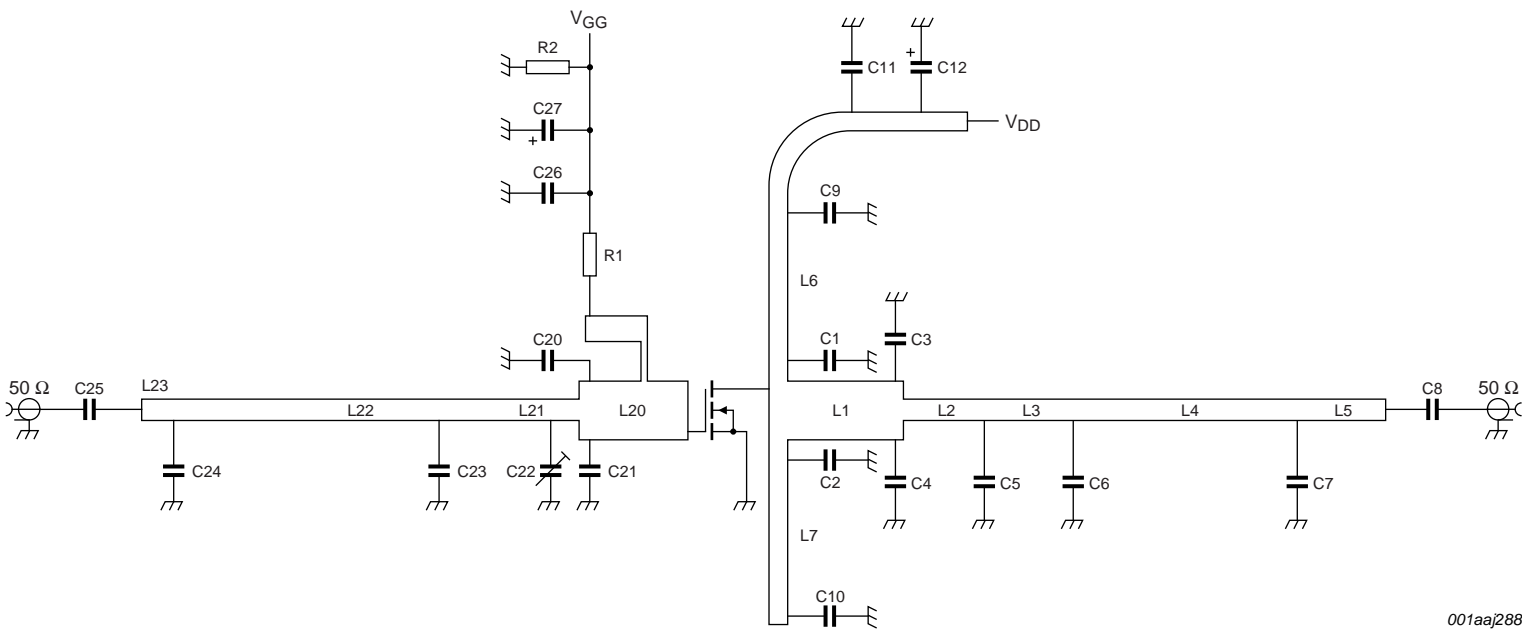 VGG
R2
C27
+
C26
R1
C20
C11
+
C12
VDD
C9
L6
C1
C3
50 Ω
C25
L23
L22
L21
L20
L1
L2
L3
L4
L5
C8
50 Ω
C24
C23
C22
C21
C2
C4
C5
C6
C7
L7
C10
001aaj288